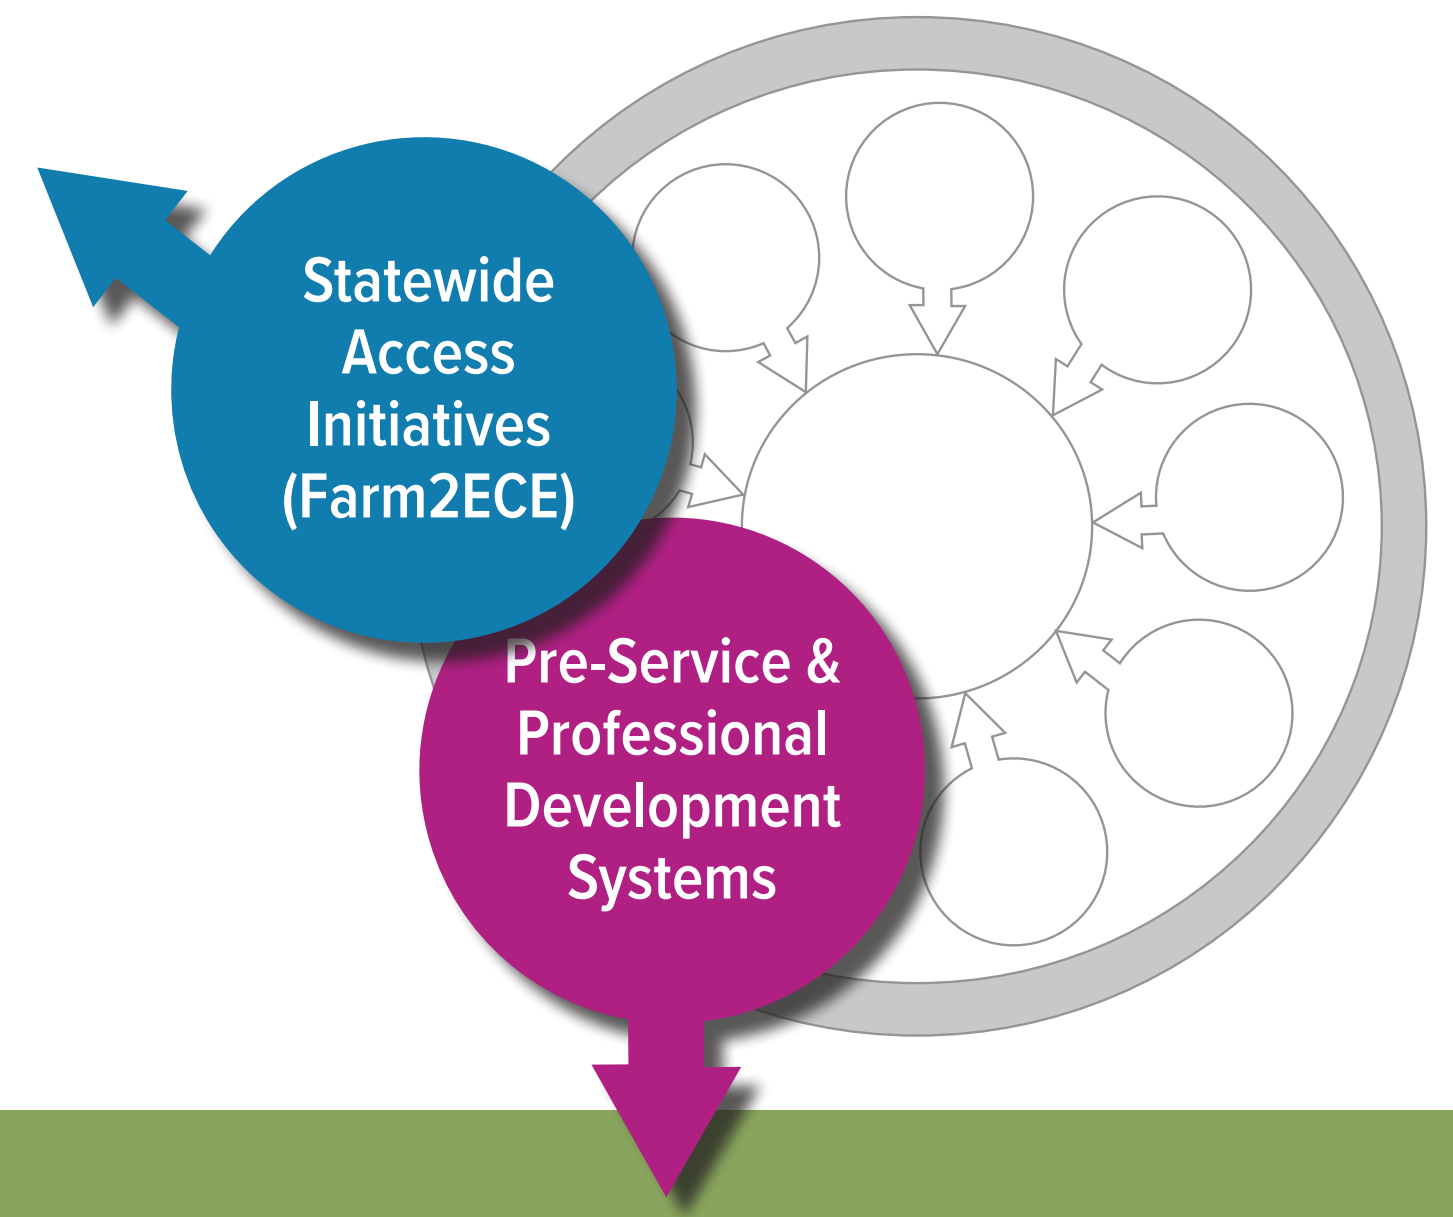 Statewide
Access
Initiatives
(Farm2ECE)
Pre-Service &
Professional
Development
Systems